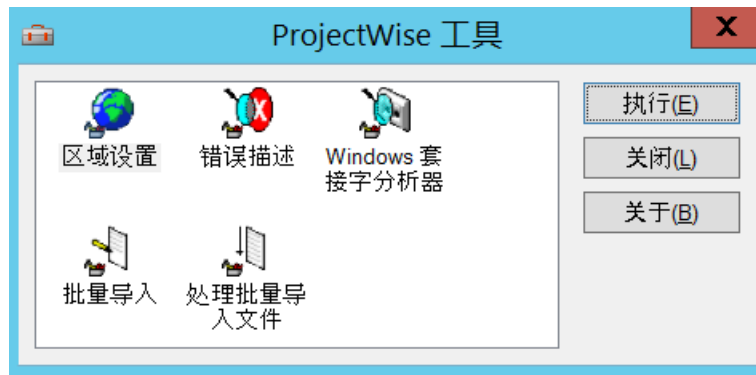 ProjectWise 工具
X
区域设置
错误描述
Windows 套
接字分析器
批量导入
处理批量导
入文件
执行(E)
关闭(L)
关于(B)